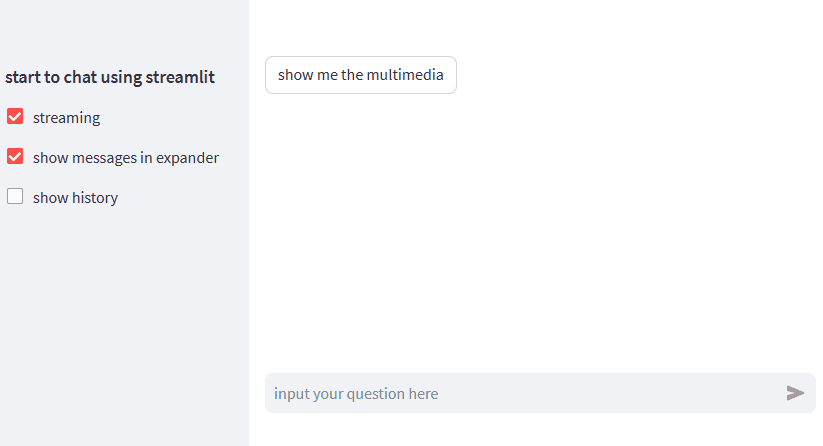 start to chat using streamlit
streaming
show messages in expander
show history
show me the multimedia
input your question here